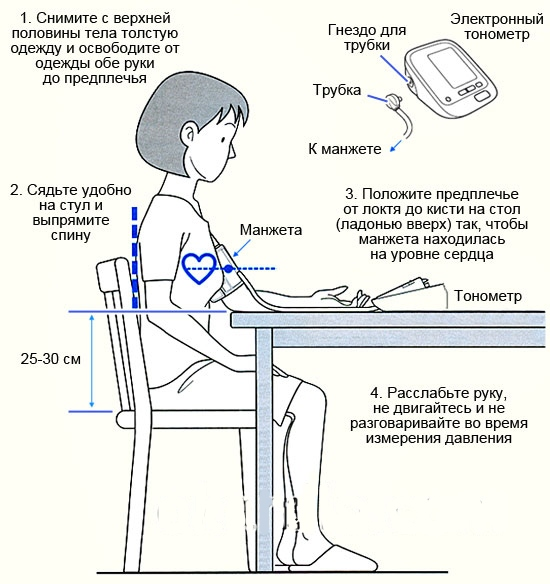 1. Снимите с верхней
половины тела толстую
одежду и освободите от
одежды обе руки
до предплечья
Гнездо для
трубки
Электронный
тонометр
Трубка
К манжете
2. Сядьте удобно
на стул и
выпрямите
спину
3. Положите предплечье
от локтя до кисти на стол
(ладонью вверх) так, чтобы
манжета находилась
на уровне сердца
Манжета
Тонометр
25-30 см
4. Расслабьте руку,
не двигайтесь и не
разговаривайте во время
измерения давления